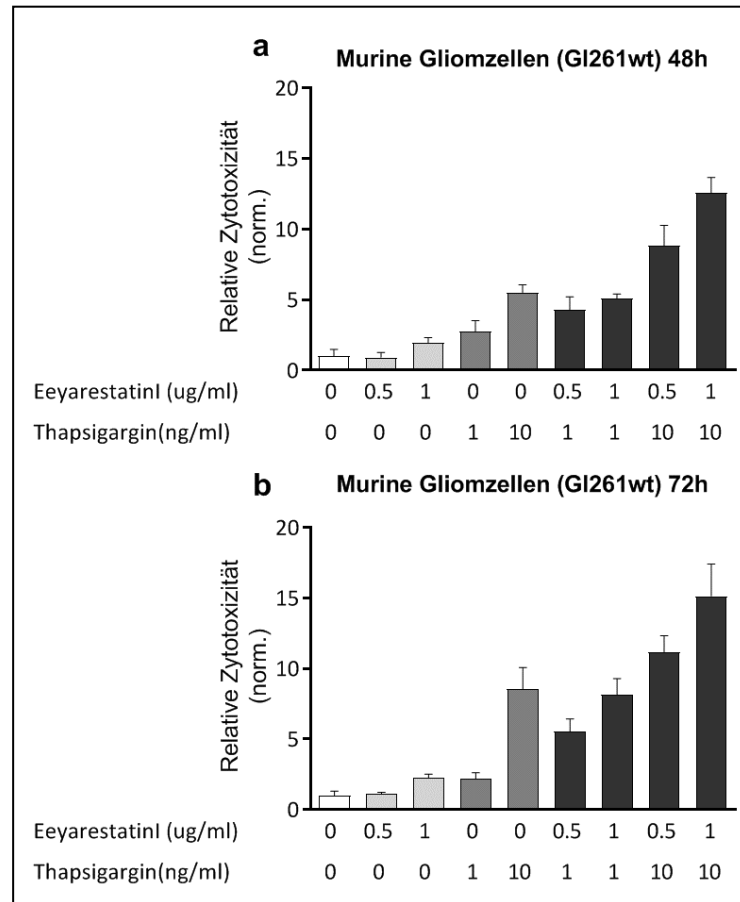 a
Murine Gliomzellen (Gl261wt) 48h
Relative Zytotoxizität
(norm.)
20
15
10
5
0
EeyarestatinI (ug/ml) 0 0.5 1 0 0 0.5 1 0.5 1
Thapsigargin(ng/ml) 0 0 0 1 10 1 1 10 10
b
Murine Gliomzellen (Gl261wt) 72h
Relative Zytotoxizität
(norm.)
20
15
10
5
0
EeyarestatinI (ug/ml) 0 0.5 1 0 0 0.5 1 0.5 1
Thapsigargin(ng/ml) 0 0 0 1 10 1 1 10 10